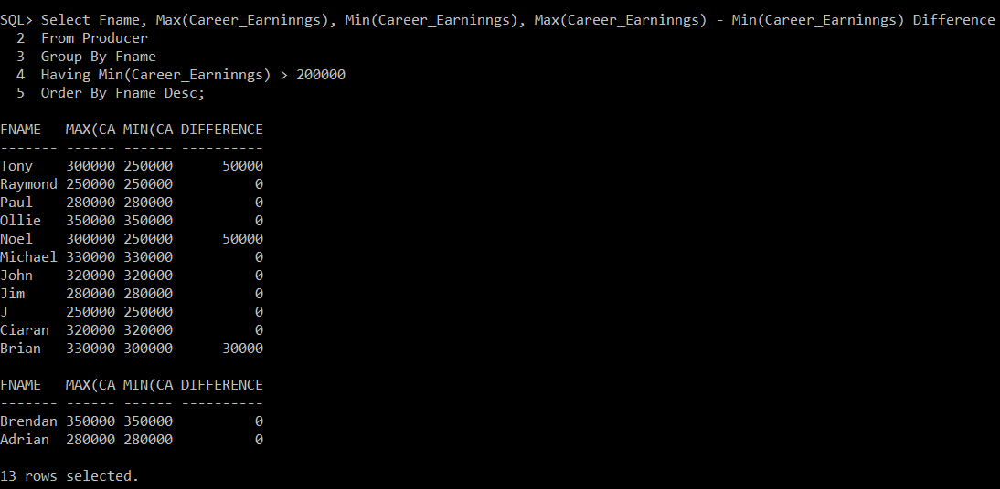 SQL> Select Fname, Max(Career_Earninngs), Min(Career_Earninngs), Max(Career_Earninngs) - Min(Career_Earninngs) Difference
  2  From Producer
  3  Group By Fname
  4  Having Min(Career_Earninngs) > 200000
  5  Order By Fname Desc;

FNAME   MAX(CA MIN(CA DIFFERENCE
------- ------ ------ ----------
Tony    300000 250000      50000
Raymond 250000 250000          0
Paul    280000 280000          0
Ollie   350000 350000          0
Noel    300000 250000      50000
Michael 330000 330000          0
John    320000 320000          0
Jim     280000 280000          0
J       250000 250000          0
Ciaran  320000 320000          0
Brian   330000 300000      30000

FNAME   MAX(CA MIN(CA DIFFERENCE
------- ------ ------ ----------
Brendan 350000 350000          0
Adrian  280000 280000          0

13 rows selected.